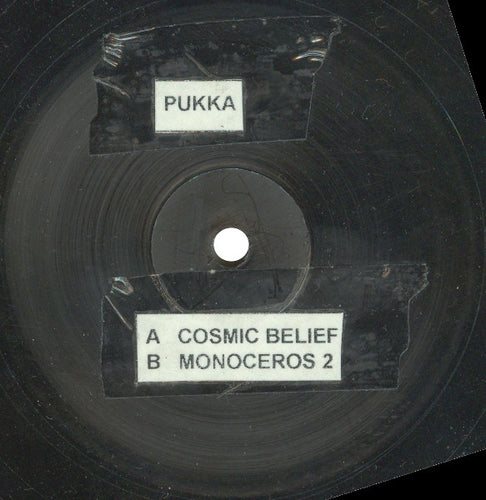 PUKKA
A COSMIC BELIEF
B MONOCEROS 2